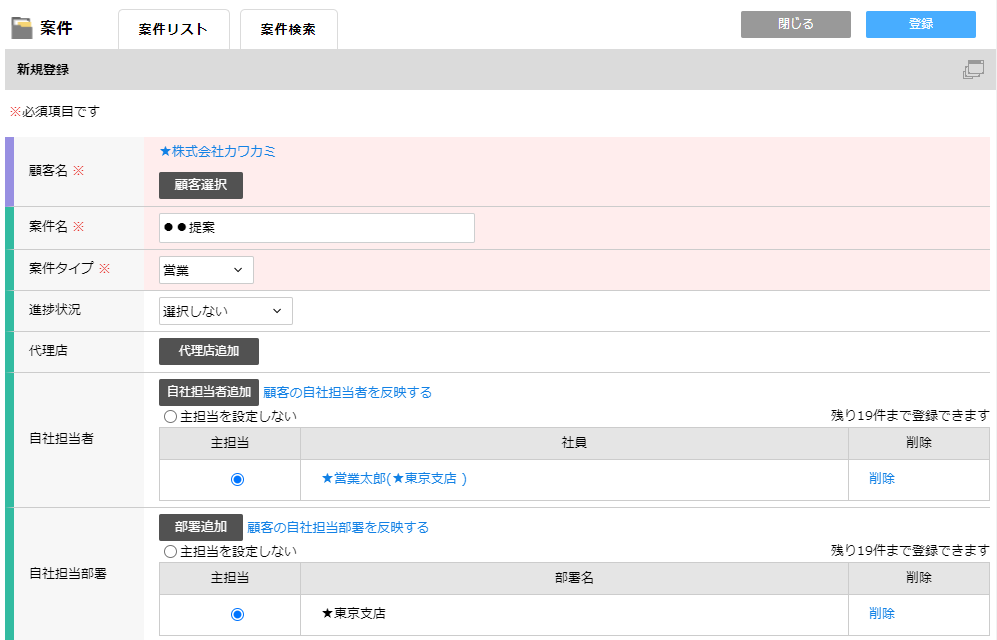 案件 案件リスト 案件検索 閉じる 登録
新規登録
※必須項目です
顧客名 ※ ★株式会社カワカミ
顧客選択
案件名 ※ ●●提案
案件タイプ ※ 営業
進捗状況 選択しない
代理店 代理店追加
自社担当者 自社担当者追加 顧客の自社担当者を反映する
主担当を設定しない 残り19件まで登録できます
主担当 社員 削除
★営業太郎(★東京支店 ) 削除
自社担当部署 部署追加 顧客の自社担当部署を反映する
主担当を設定しない 残り19件まで登録できます
主担当 部署名 削除
★東京支店 削除